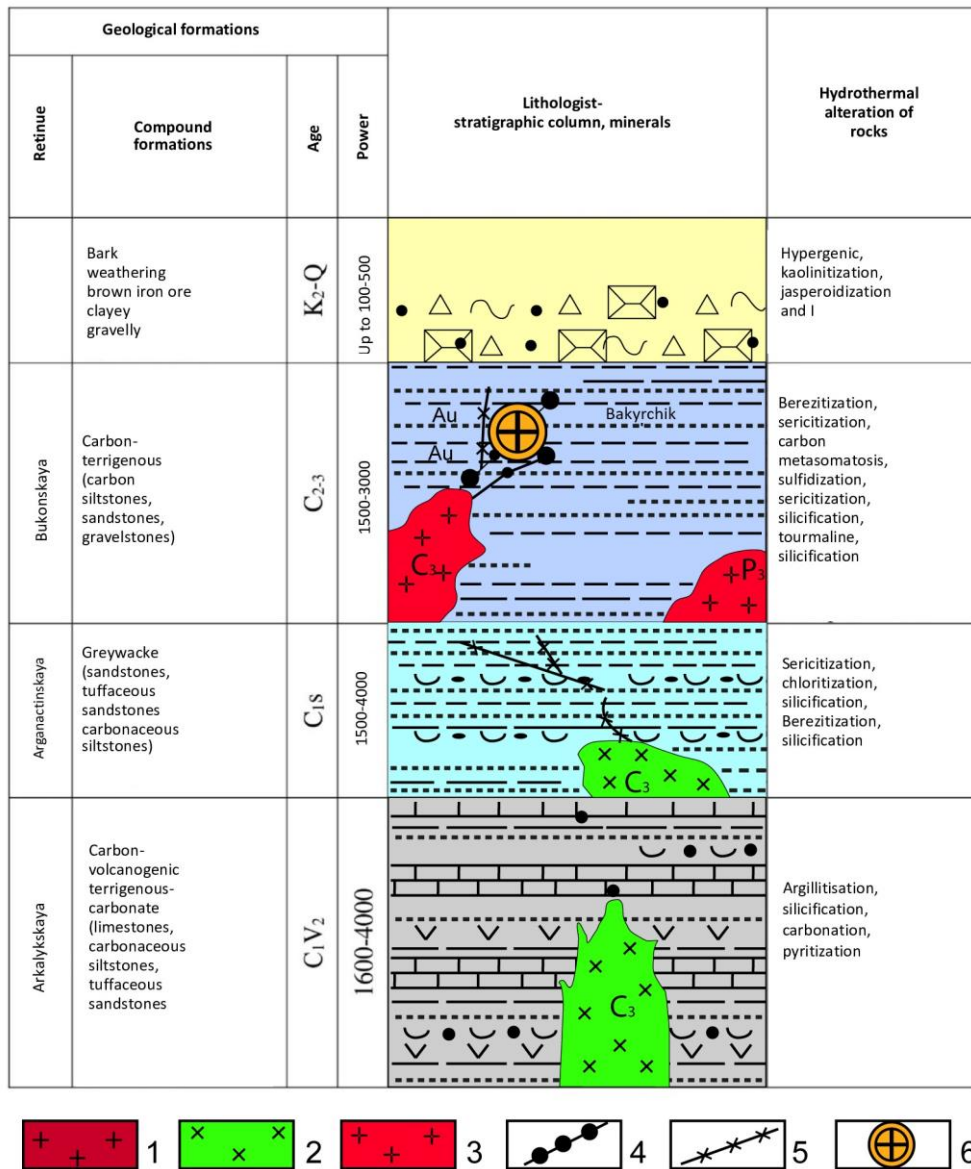 Geological formations
Retinue
Compound
formations
Age
Power
Lithologist-
stratigraphic column, minerals
Hydrothermal
alteration of
rocks
Bark
weathering
brown iron ore
clayey
gravelly
K2-Q
Up to 100-500
Hypergenic,
kaolinitization,
jasperoidization
and I
Bukonskaya
Carbon-
terrigenous
(carbon
siltstones,
sandstones,
gravelstones)
C2-3
1500-3000
Au
Au
Bakyrchik
C3
P3
Berezitization,
sericitization,
carbon
metasomatosis,
sulfidization,
sericitization,
silicification,
tourmaline,
silicification
Arganactinskaya
Greywacke
(sandstones,
tuffaceous
sandstones
carbonaceous
siltstones)
C1s
1500-4000
C3
Sericitization,
chloritization,
silicification,
Berezitization,
silicification
Arkalykskaya
Carbon-
volcanogenic
terrigenous-
carbonate
(limestones,
carbonaceous
siltstones,
tuffaceous
sandstones
C1V2
1600-4000
C3
Argillitisation,
silicification,
carbonation,
pyritization
1
2
3
4
5
6